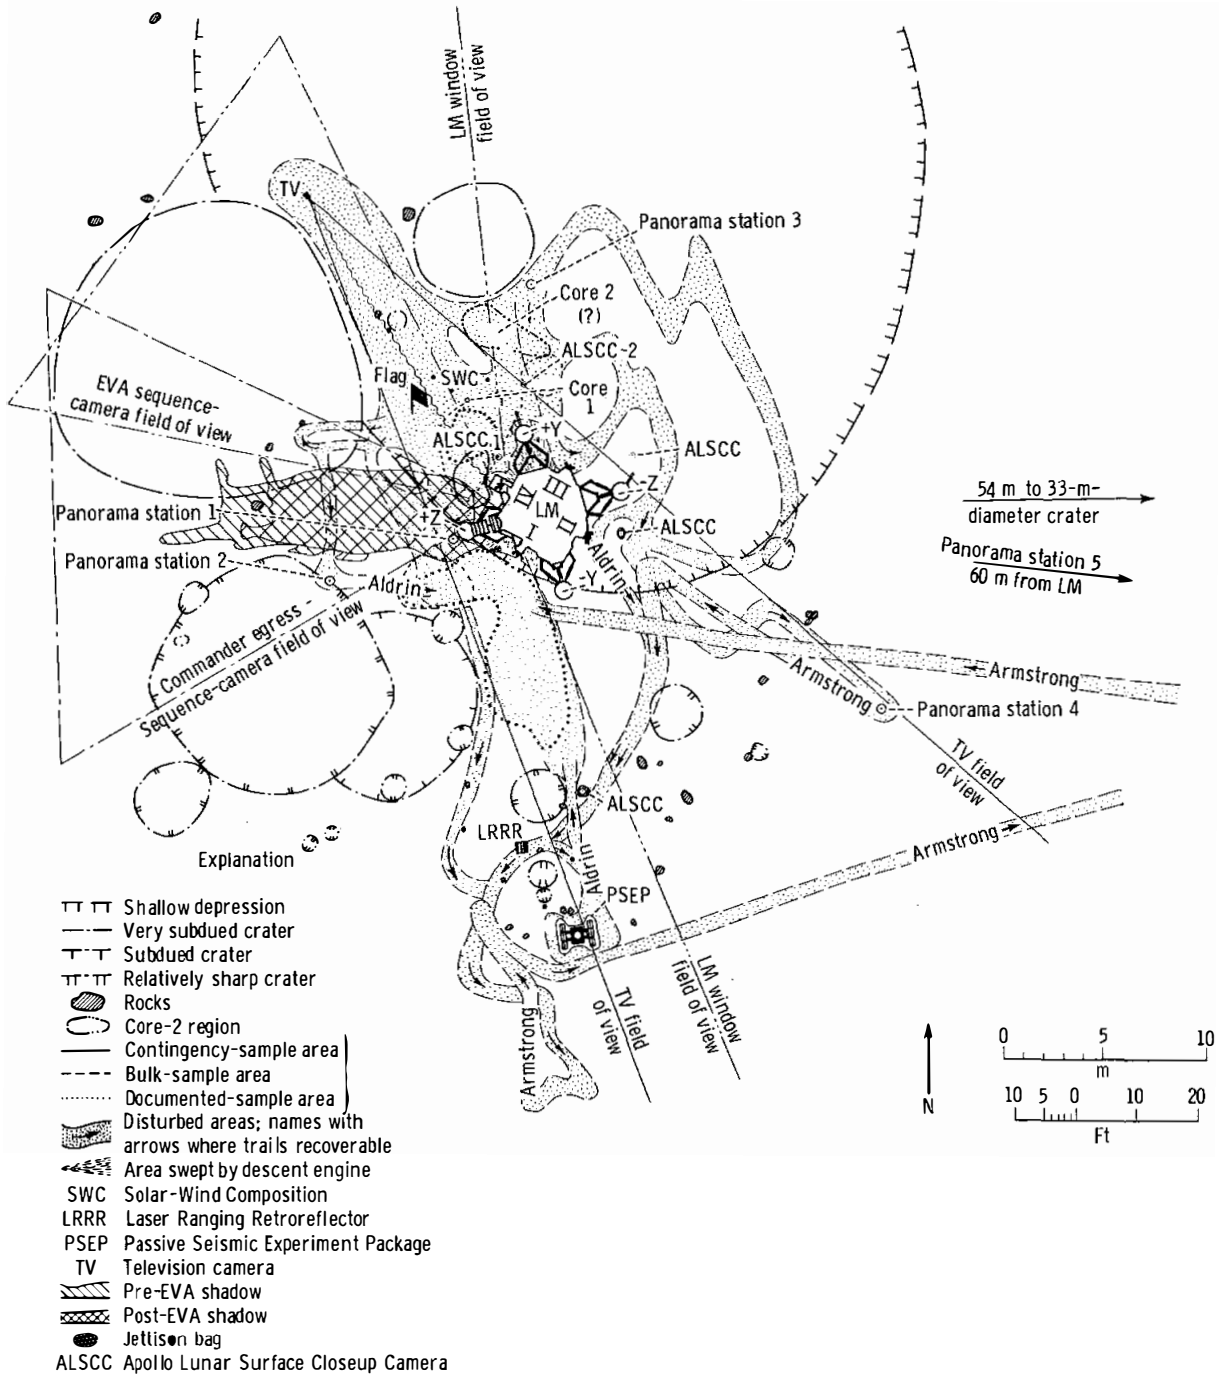 LM window
field of view
TV
Panorama station 3
Core 2
(?)
ALSCC-2
Flag
SWC
Core
1
EVA sequence-
camera field of view
ALSCC 1
+Y
ALSCC
-Z
IV
III
LM
I
II
54 m to 33-m-
diameter crater
Panorama station 1
+Z
ALSCC
Panorama station 5
60 m from LM
Panorama station 2
Aldrin
Aldrin
-Y
Commander egress
Sequence-camera field of view
Armstrong
Armstrong
Panorama station 4
TV field
of view
ALSCC
LRRR
Armstrong
Aldrin
PSEP
LM window
field of view
TV field
of view
Armstrong
N
0 5 10
m
10 5 0 10 20
Ft
Explanation
Shallow depression
Very subdued crater
Subdued crater
Relatively sharp crater
Rocks
Core-2 region
Contingency-sample area
Bulk-sample area
Documented-sample area
Disturbed areas; names with
arrows where trails recoverable
Area swept by descent engine
SWC Solar-Wind Composition
LRRR Laser Ranging Retroreflector
PSEP Passive Seismic Experiment Package
TV Television camera
Pre-EVA shadow
Post-EVA shadow
Jettison bag
ALSCC Apollo Lunar Surface Closeup Camera